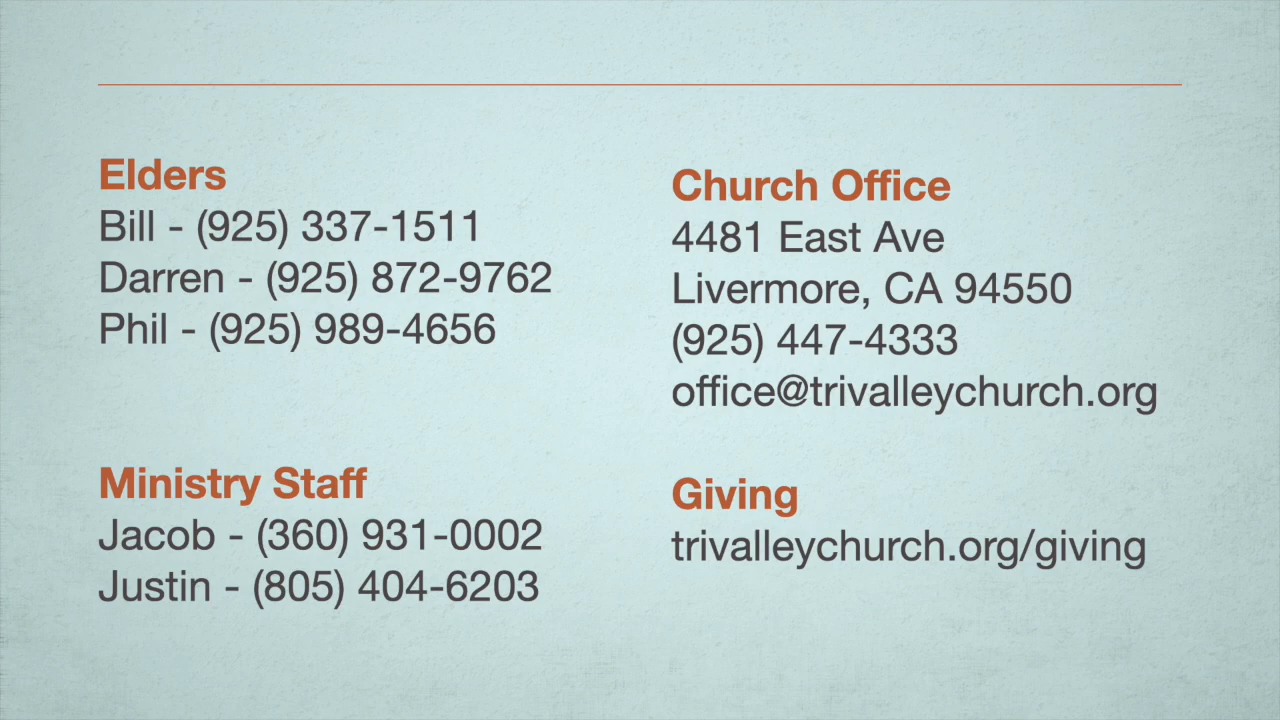 Elders
Bill - (925) 337-1511
Darren - (925) 872-9762
Phil - (925) 989-4656
Ministry Staff
Jacob - (360) 931-0002
Justin - (805) 404-6203
Church Office
4481 East Ave
Livermore, CA 94550
(925) 447-4333
office@trivalleychurch.org
Giving
trivalleychurch.org/giving